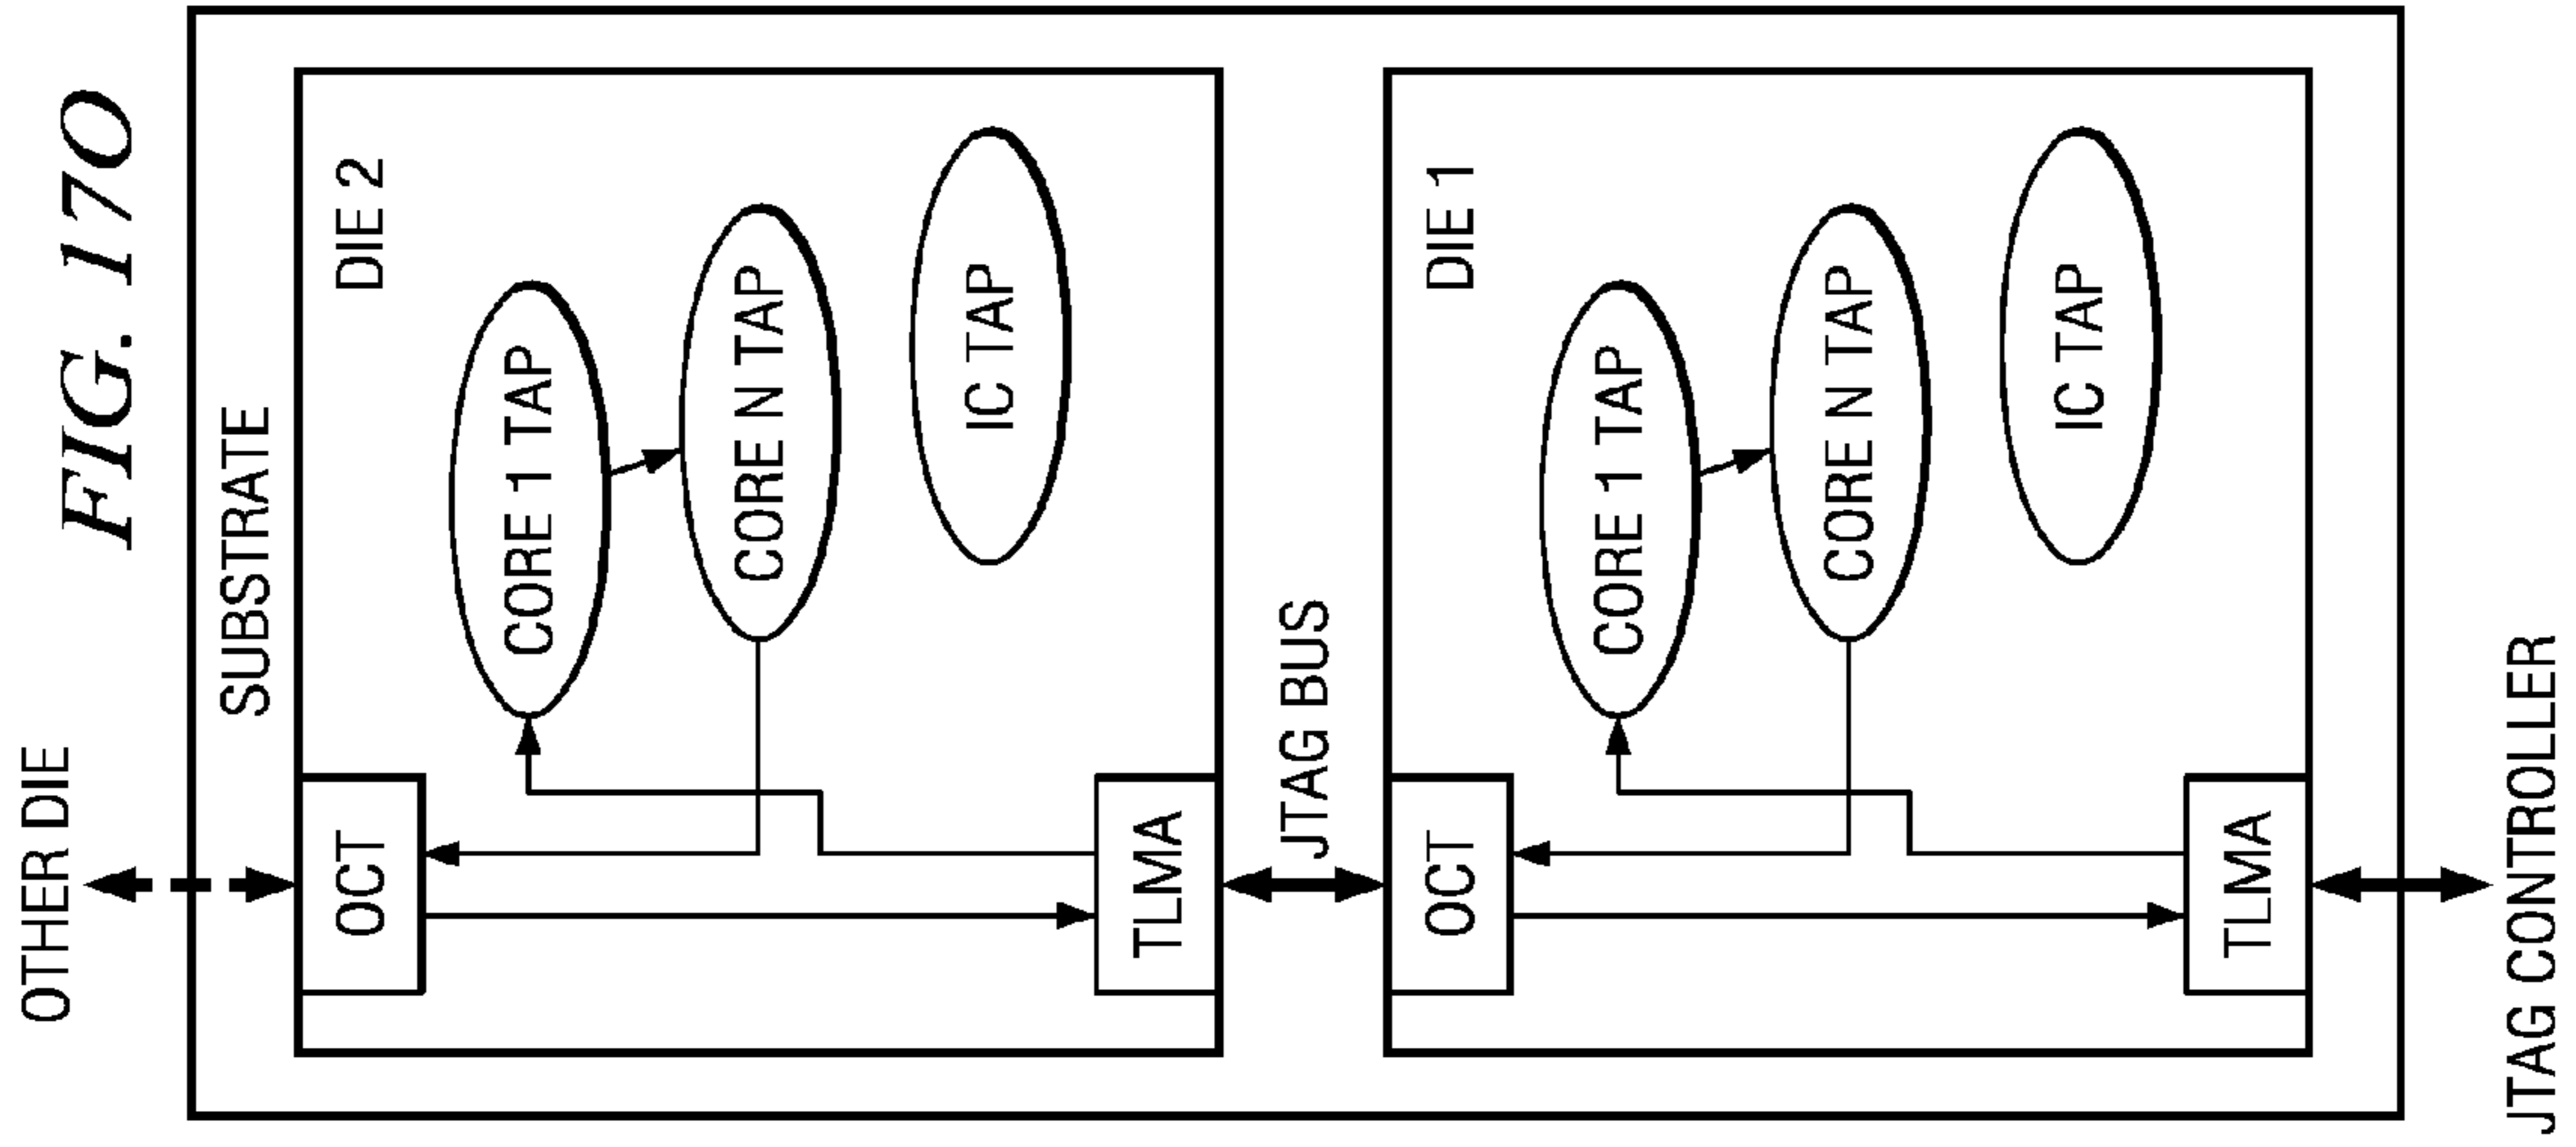 OTHER DIE
FIG. 17O
SUBSTRATE
OCT
DIE 2
CORE 1 TAP
CORE N TAP
IC TAP
TLMA
JTAG BUS
OCT
DIE 1
CORE 1 TAP
CORE N TAP
IC TAP
TLMA
JTAG CONTROLLER